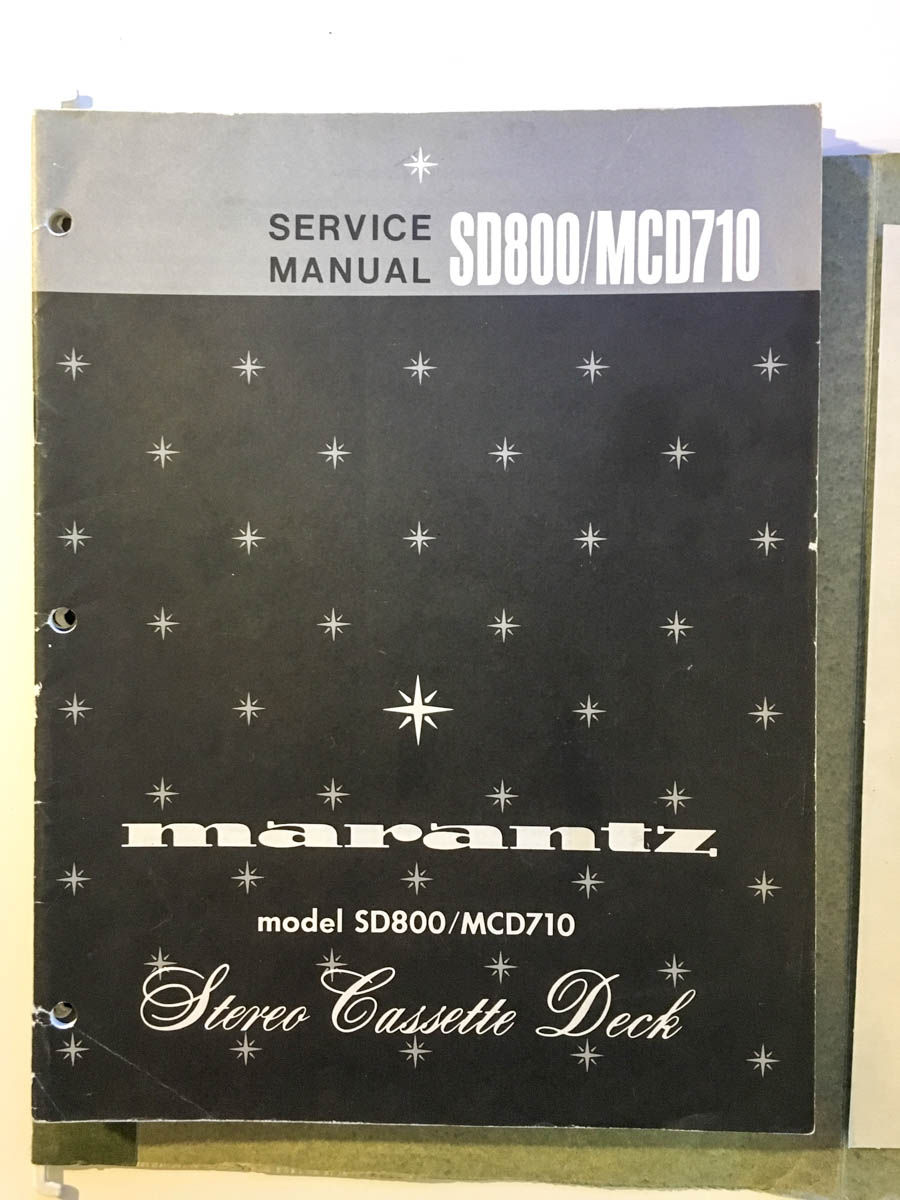 SERVICE
MANUAL SD800/MCD710
marantz
model SD800/MCD710
Stereo Cassette Deck